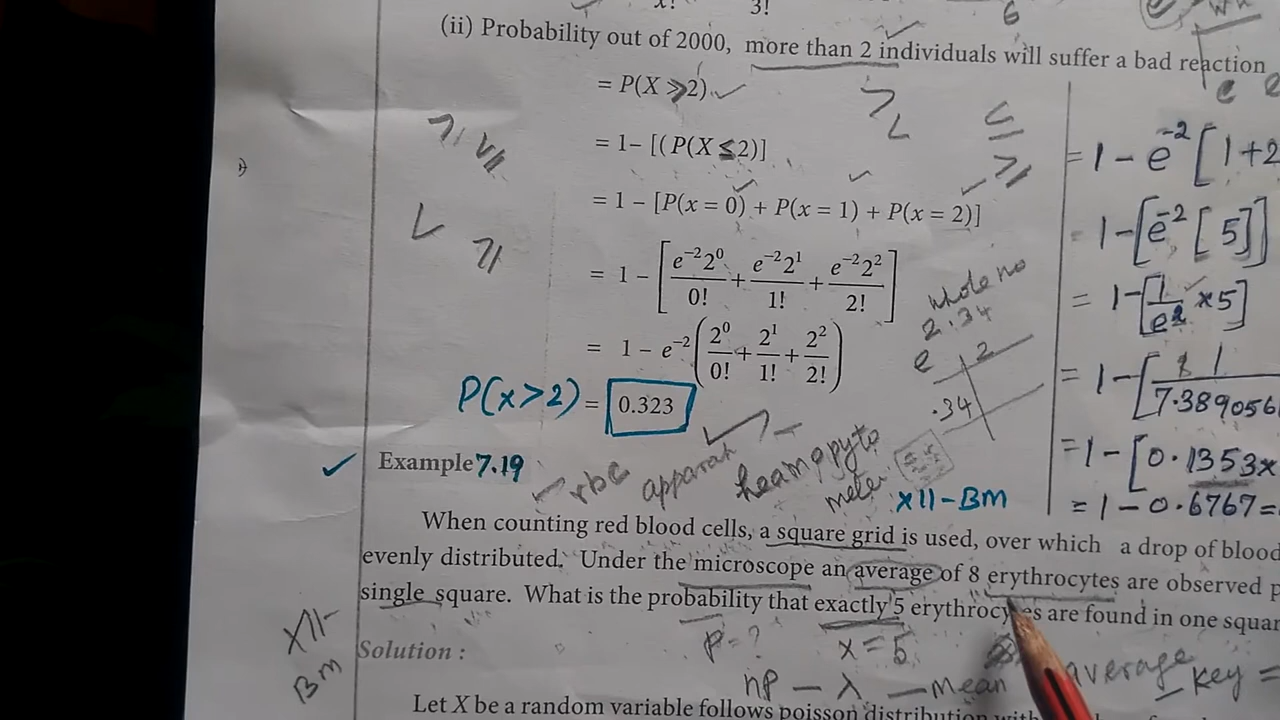 x! 3!
6
(ii) Probability out of 2000, more than 2 individuals will suffer a bad reaction
= P(X ⩾ 2)
= 1– [( P(X ≦ 2)]
= 1 – [P(x = 0) + P(x = 1) + P(x = 2)]
= 1 – [e⁻²2⁰/0! + e⁻²2¹/1! + e⁻²2²/2!]
= 1 – e⁻²(2⁰/0! + 2¹/1! + 2²/2!)
P(x>2) = 0.323
whole no
2.34
e 2
.34
= 1 – e⁻² [1+2
= 1-[e⁻² [5]]
= 1-[1/e² ×5]
= 1-[1/7.389056
= 1-[0.1353x
= 1-0.6767=
Example 7.19
rbc apparat heamopyto
meter
XII-BM
When counting red blood cells, a square grid is used, over which a drop of blood
evenly distributed. Under the microscope an average of 8 erythrocytes are observed p
single square. What is the probability that exactly 5 erythrocytes are found in one squar
XII-
BM
Solution :
p=? x=5
np – λ – Mean average – key =
Let X be a random variable follows poisson distribution with